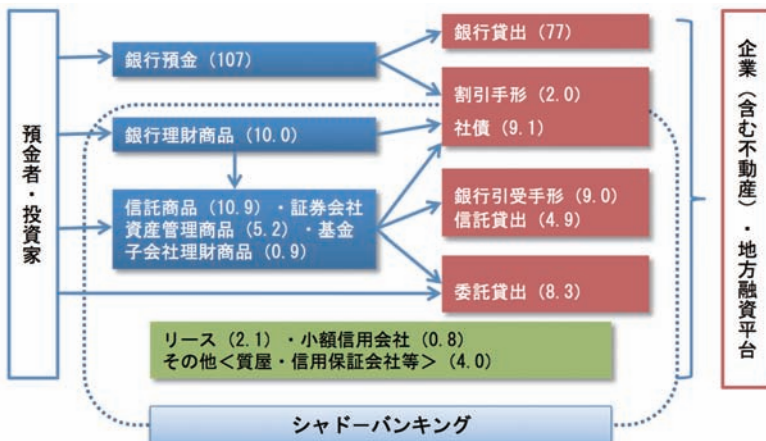 預金者・投資家
銀行預金（107）
銀行理財商品（10.0）
信託商品（10.9）・証券会社
資産管理商品（5.2）・基金
子会社理財商品（0.9）
銀行貸出（77）
割引手形（2.0）
社債（9.1）
銀行引受手形（9.0）
信託貸出（4.9）
委託貸出（8.3）
リース（2.1）・小額信用会社（0.8）
その他＜質屋・信用保証会社等＞（4.0）
シャドーバンキング
企業（含む不動産）・地方融資平台